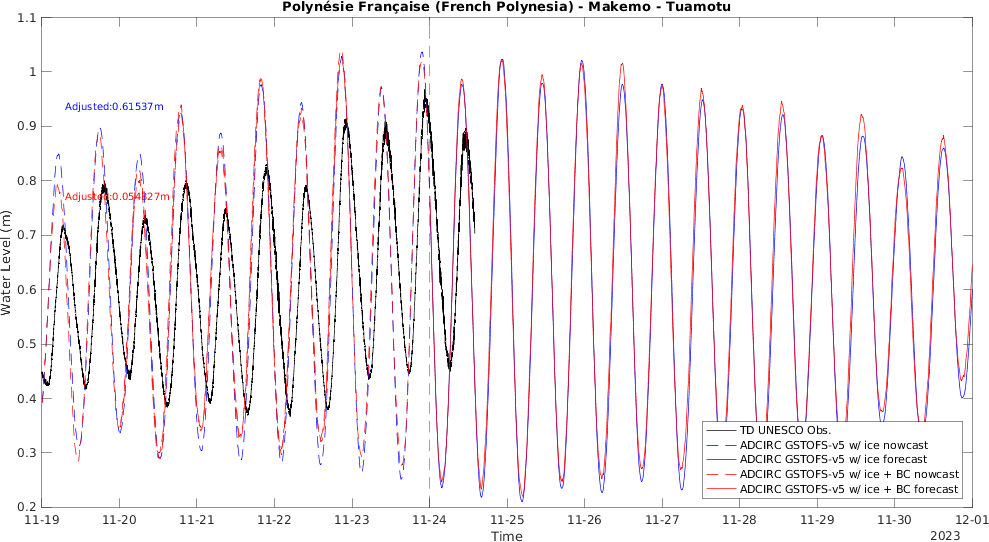 Polynésie Française (French Polynesia) - Makemo - Tuamotu
Water Level (m)
1.1
1
0.9
0.8
0.7
0.6
0.5
0.4
0.3
0.2
Adjusted:0.61537m
Adjusted:0.054327m
TD UNESCO Obs.
ADCIRC GSTOFS-v5 w/ ice nowcast
ADCIRC GSTOFS-v5 w/ ice forecast
ADCIRC GSTOFS-v5 w/ ice + BC nowcast
ADCIRC GSTOFS-v5 w/ ice + BC forecast
11-19 11-20 11-21 11-22 11-23 11-24 11-25 11-26 11-27 11-28 11-29 11-30 12-01
Time
2023